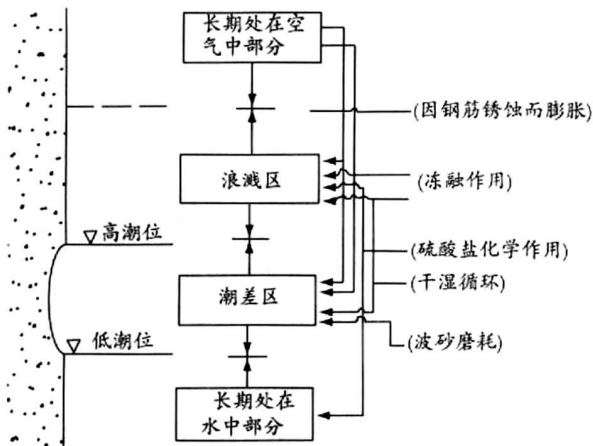 长期处在空
气中部分
(因钢筋锈蚀而膨胀)
浪溅区
(冻融作用)
高潮位
(硫酸盐化学作用)
潮差区
(干湿循环)
低潮位
(波砂磨耗)
长期处在
水中部分